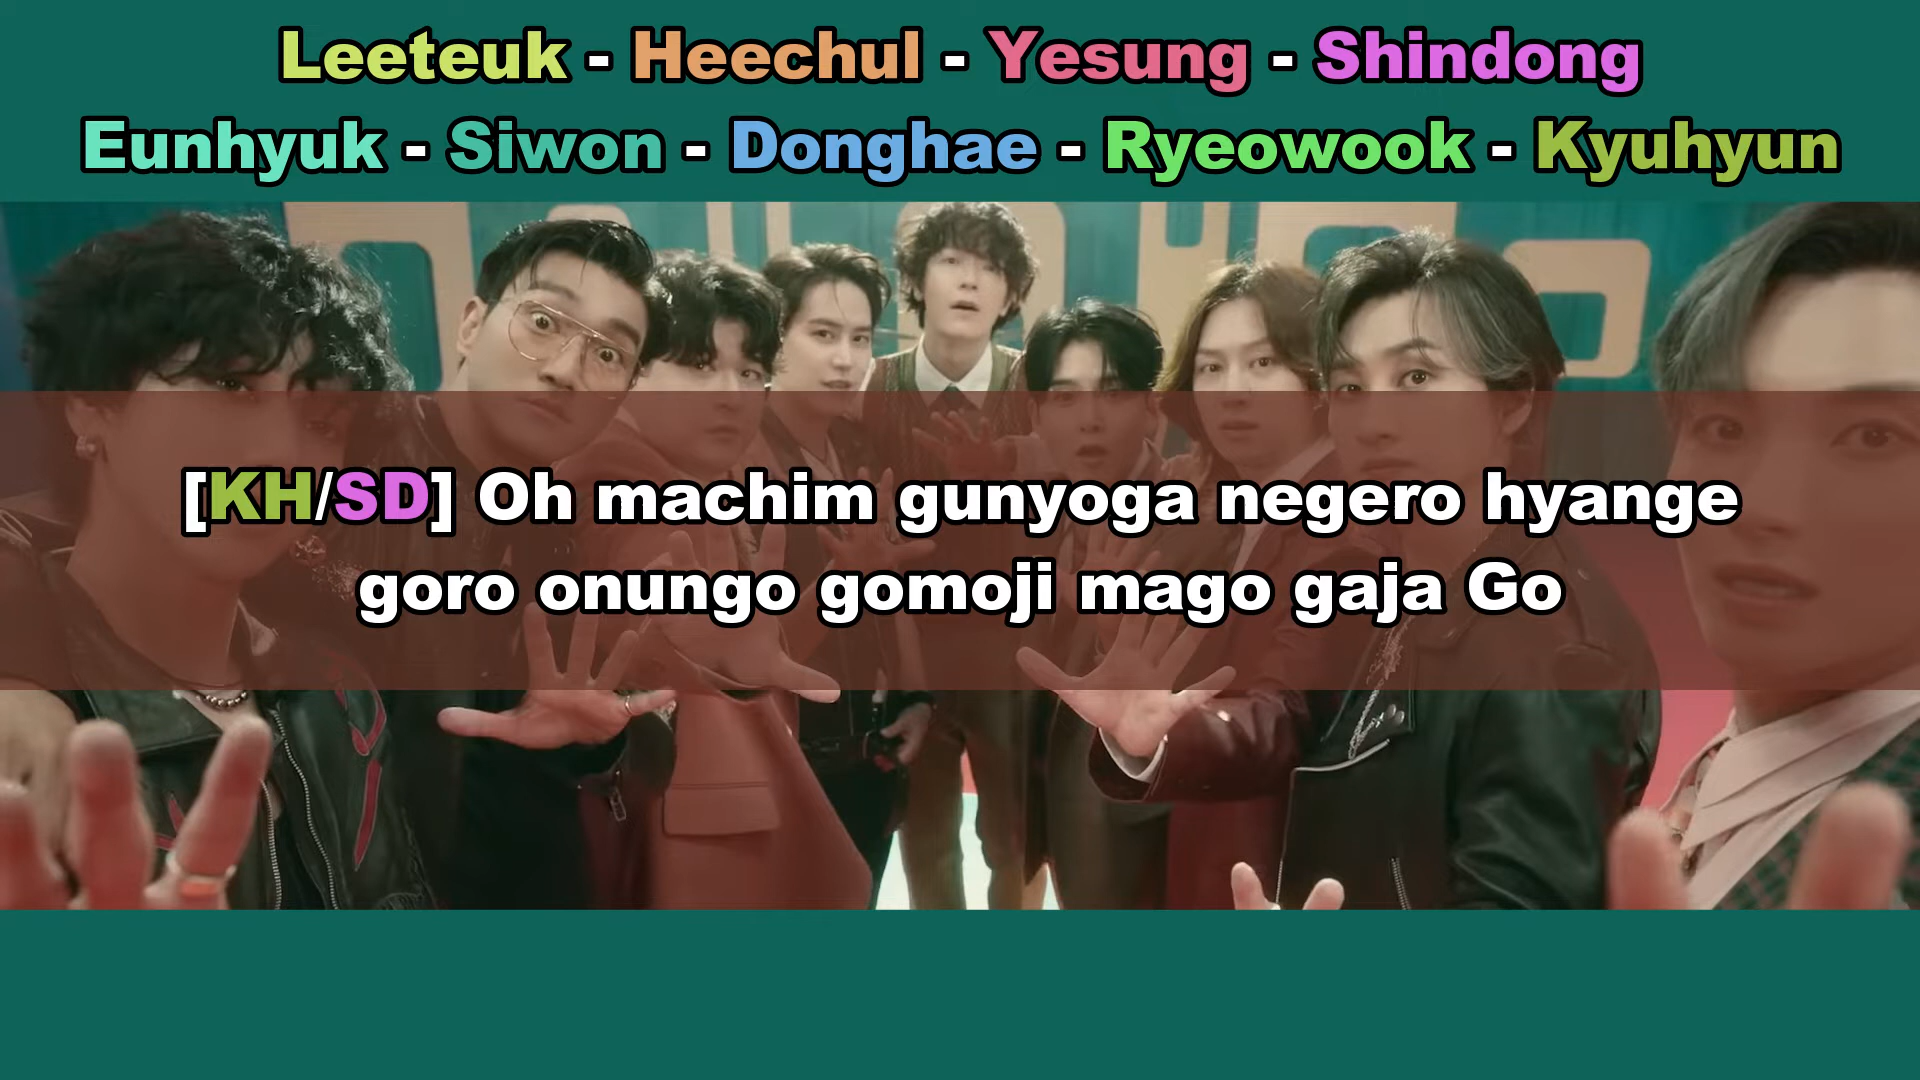 Leeteuk - Heechul - Yesung - Shindong
Eunhyuk - Siwon - Donghae - Ryeowook - Kyuhyun
[KH/SD] Oh machim gunyoga negero hyange
goro onungo gomoji mago gaja Go